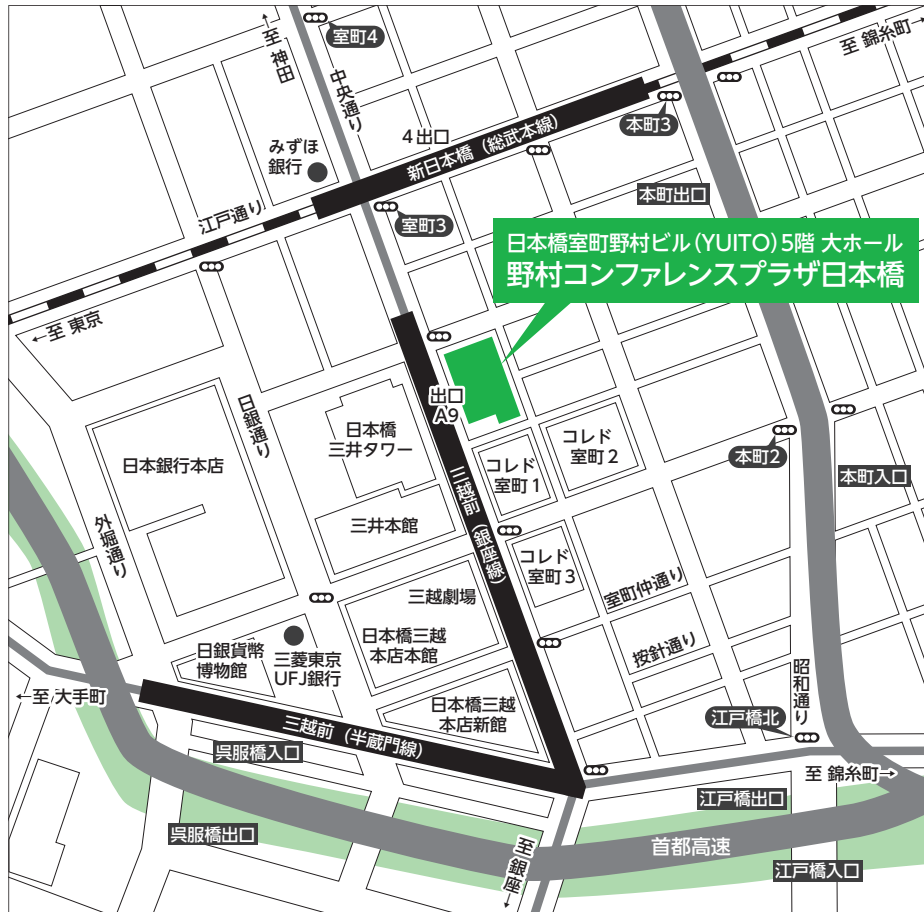 室町4
至 神田
中央通り
至 錦糸町
4出口
本町3
みずほ
銀行
新日本橋（総武本線）
江戸通り
室町3
本町出口
日本橋室町野村ビル（YUITO）5階 大ホール
野村コンファレンスプラザ日本橋
至 東京
出口
A9
日銀通り
日本橋
三井タワー
コレド
室町1
コレド
室町2
本町2
日本銀行本店
本町入口
三越前（銀座線）
三井本館
外堀通り
コレド
室町3
室町仲通り
三越劇場
日本橋三越
本店本館
按針通り
日銀貨幣
博物館
三菱東京
UFJ銀行
昭和通り
至 大手町
日本橋三越
本店新館
江戸橋北
三越前（半蔵門線）
呉服橋入口
至 錦糸町
江戸橋出口
呉服橋出口
首都高速
至 銀座
江戸橋入口